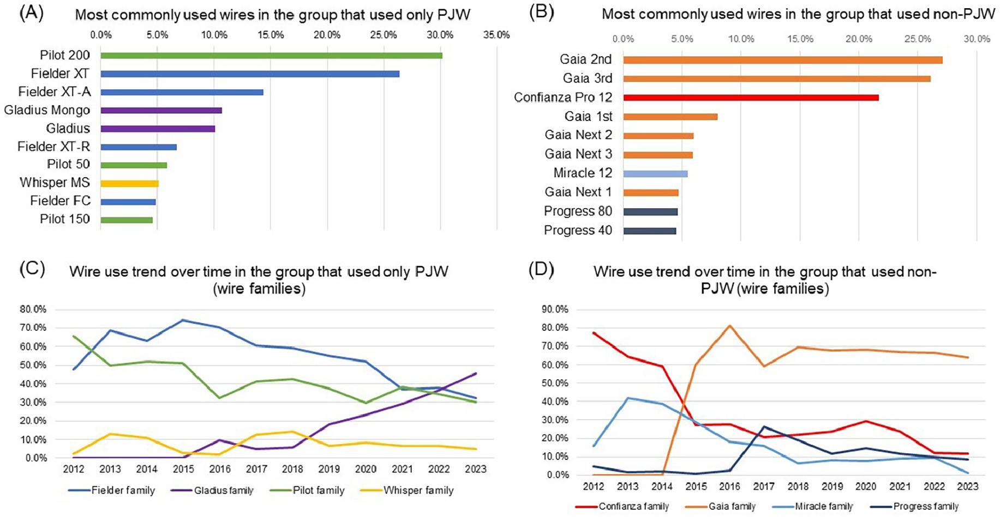 (A)
Most commonly used wires in the group that used only PJW
0.0% 5.0% 10.0% 15.0% 20.0% 25.0% 30.0% 35.0%
Pilot 200
Fielder XT
Fielder XT-A
Gladius Mongo
Gladius
Fielder XT-R
Pilot 50
Whisper MS
Fielder FC
Pilot 150
(B)
Most commonly used wires in the group that used non-PJW
0.0% 5.0% 10.0% 15.0% 20.0% 25.0% 30.0%
Gaia 2nd
Gaia 3rd
Confianza Pro 12
Gaia 1st
Gaia Next 2
Gaia Next 3
Miracle 12
Gaia Next 1
Progress 80
Progress 40
(C)
Wire use trend over time in the group that used only PJW
(wire families)
80.0%
70.0%
60.0%
50.0%
40.0%
30.0%
20.0%
10.0%
0.0%
2012 2013 2014 2015 2016 2017 2018 2019 2020 2021 2022 2023
Fielder family Gladius family Pilot family Whisper family
(D)
Wire use trend over time in the group that used non-
PJW (wire families)
90.0%
80.0%
70.0%
60.0%
50.0%
40.0%
30.0%
20.0%
10.0%
0.0%
2012 2013 2014 2015 2016 2017 2018 2019 2020 2021 2022 2023
Confianza family Gaia family Miracle family Progress family